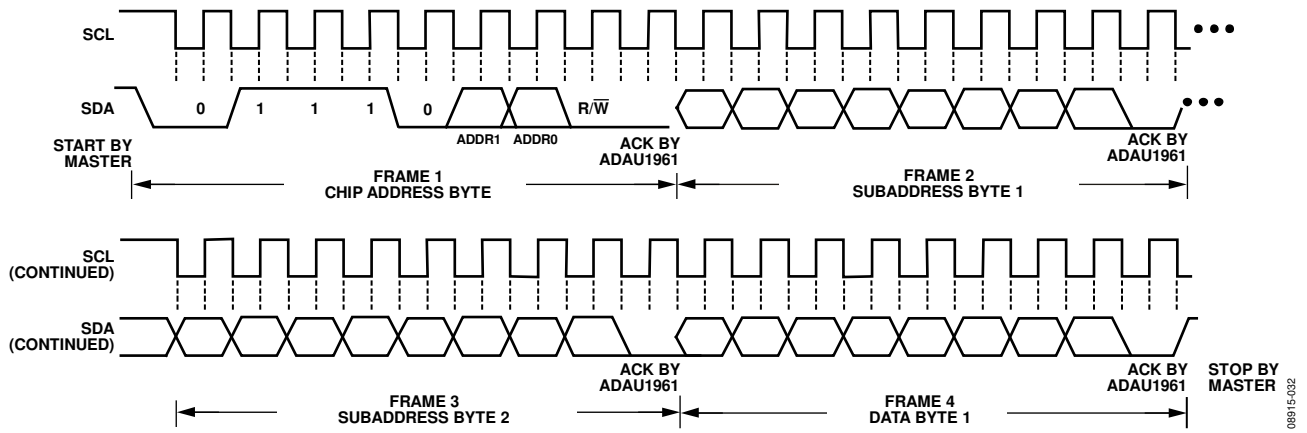 SCL
SDA
0 1 1 1 0 R/W̅
ADDR1 ADDR0
START BY
MASTER
ACK BY
ADAU1961
ACK BY
ADAU1961
FRAME 1
CHIP ADDRESS BYTE
FRAME 2
SUBADDRESS BYTE 1
SCL
(CONTINUED)
SDA
(CONTINUED)
ACK BY
ADAU1961
ACK BY
ADAU1961
STOP BY
MASTER
FRAME 3
SUBADDRESS BYTE 2
FRAME 4
DATA BYTE 1
08915-032